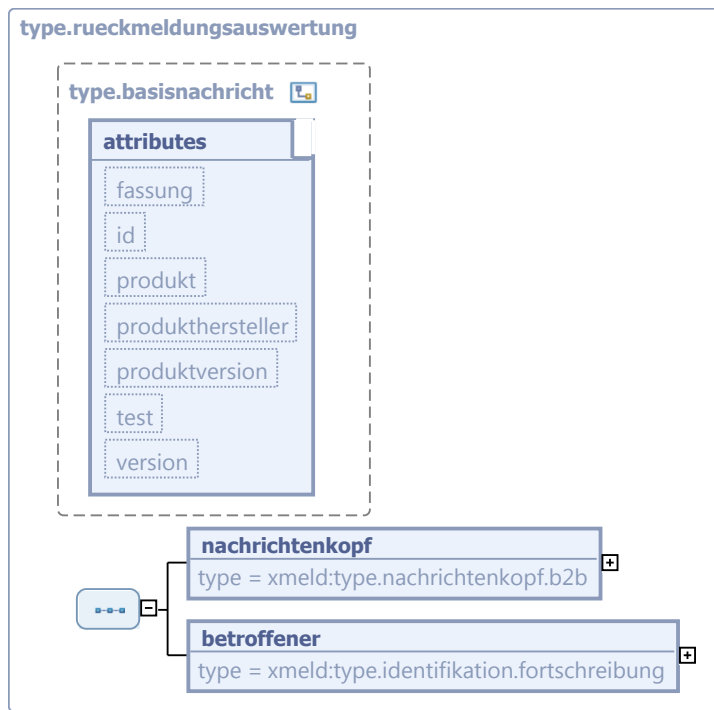 type.rueckmeldungsauswertung
type.basisnachricht
attributes
fassung
id
produkt
produkthersteller
produktversion
test
version
nachrichtenkopf
type = xmeld:type.nachrichtenkopf.b2b
betroffener
type = xmeld:type.identifikation.fortschreibung